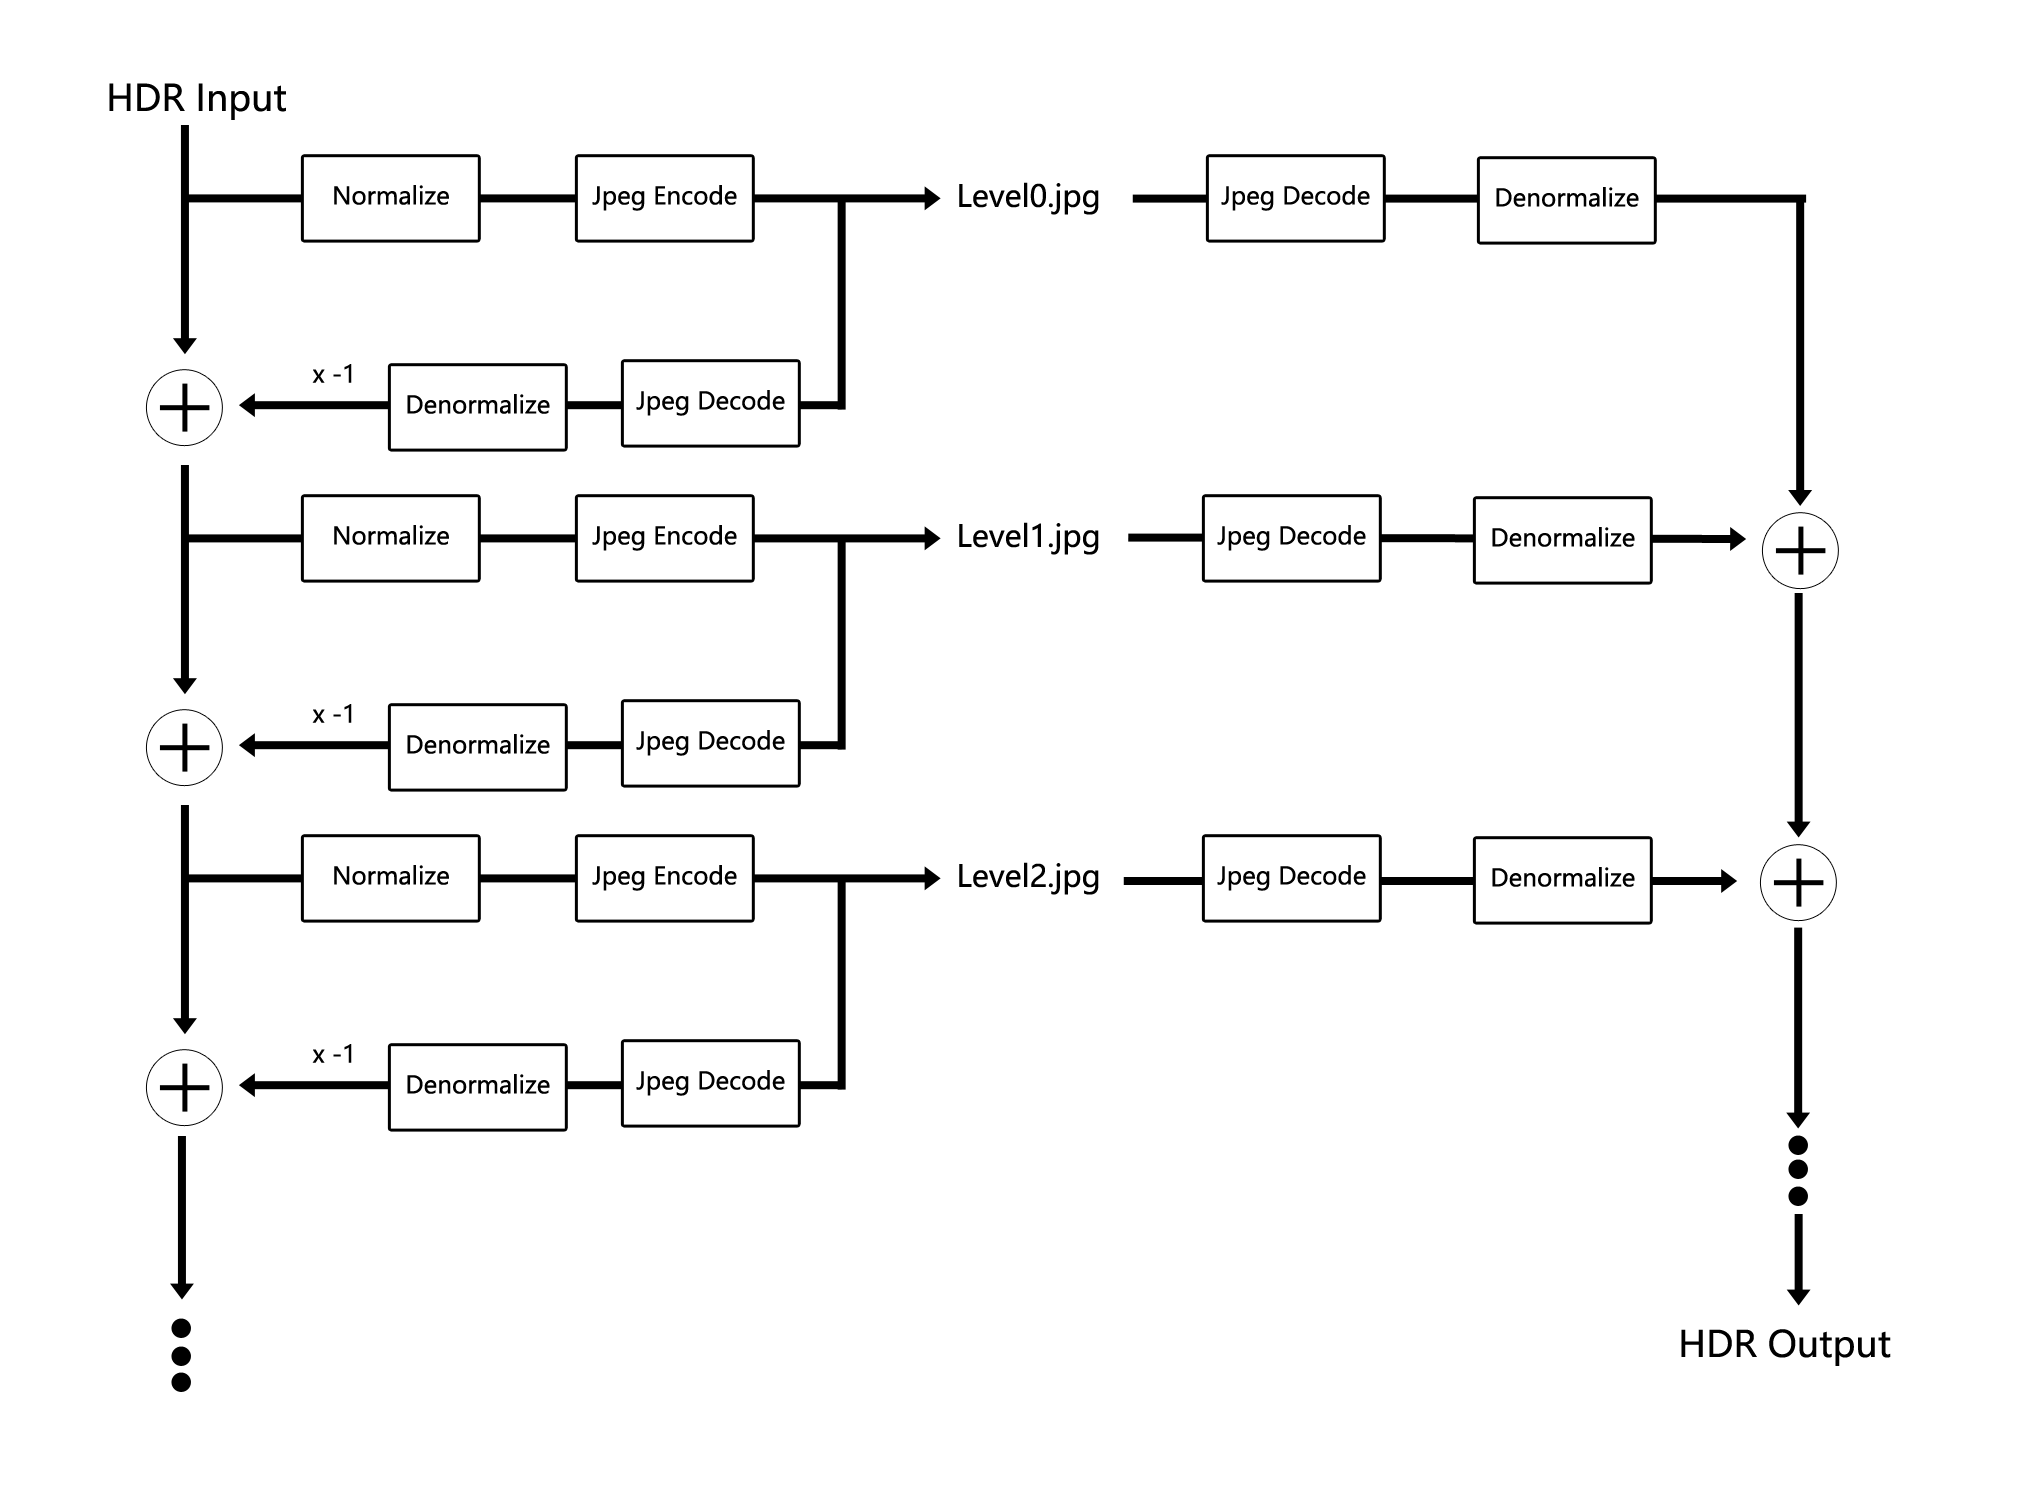 HDR Input
Normalize
Jpeg Encode
Level0.jpg
Jpeg Decode
Denormalize
x -1
Denormalize
Jpeg Decode
Normalize
Jpeg Encode
Level1.jpg
Jpeg Decode
Denormalize
x -1
Denormalize
Jpeg Decode
Normalize
Jpeg Encode
Level2.jpg
Jpeg Decode
Denormalize
x -1
Denormalize
Jpeg Decode
HDR Output